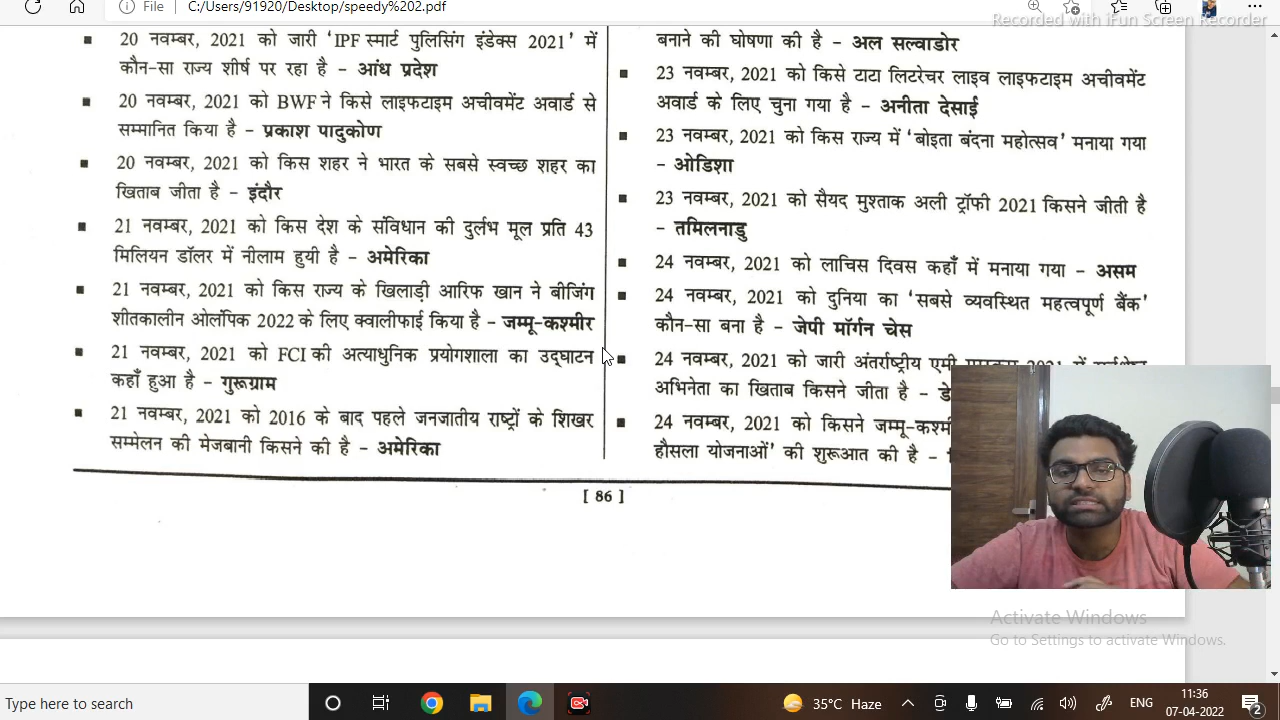 File
C:/Users/91920/Desktop/speedy%202.pdf
Recorded with iFun Screen Recorder
▪ 20 नवम्बर, 2021 को जारी ‘IPF स्मार्ट पुलिसिंग इंडेक्स 2021’ में
कौन-सा राज्य शीर्ष पर रहा है - आंध्र प्रदेश
▪ 20 नवम्बर, 2021 को BWF ने किसे लाइफटाइम अचीवमेंट अवार्ड से
सम्मानित किया है - प्रकाश पादुकोण
▪ 20 नवम्बर, 2021 को किस शहर ने भारत के सबसे स्वच्छ शहर का
खिताब जीता है - इंदौर
▪ 21 नवम्बर, 2021 को किस देश के संविधान की दुर्लभ मूल प्रति 43
मिलियन डॉलर में नीलाम हुयी है - अमेरिका
▪ 21 नवम्बर, 2021 को किस राज्य के खिलाड़ी आरिफ खान ने बीजिंग
शीतकालीन ओलंपिक 2022 के लिए क्वालीफाई किया है - जम्मू-कश्मीर
▪ 21 नवम्बर, 2021 को FCI की अत्याधुनिक प्रयोगशाला का उद्घाटन
कहाँ हुआ है - गुरूग्राम
▪ 21 नवम्बर, 2021 को 2016 के बाद पहले जनजातीय राष्ट्रों के शिखर
सम्मेलन की मेजबानी किसने की है - अमेरिका
बनाने की घोषणा की है - अल सल्वाडोर
▪ 23 नवम्बर, 2021 को किसे टाटा लिटरेचर लाइव लाइफटाइम अचीवमेंट
अवार्ड के लिए चुना गया है - अनीता देसाई
▪ 23 नवम्बर, 2021 को किस राज्य में ‘बोइता बंदना महोत्सव’ मनाया गया
- ओडिशा
▪ 23 नवम्बर, 2021 को सैयद मुश्ताक अली ट्रॉफी 2021 किसने जीती है
- तमिलनाडु
▪ 24 नवम्बर, 2021 को लाचिस दिवस कहाँ में मनाया गया - असम
▪ 24 नवम्बर, 2021 को दुनिया का ‘सबसे व्यवस्थित महत्वपूर्ण बैंक’
कौन-सा बना है - जेपी मॉर्गन चेस
▪ 24 नवम्बर, 2021 को जारी अंतर्राष्ट्रीय एमी
अभिनेता का खिताब किसने जीता है -
▪ 24 नवम्बर, 2021 को किसने
हौसला योजनाओं’ की शुरूआत की है -
[ 86 ]
Activate Windows
Go to Settings to activate Windows.
Type here to search
35°C Haze
ENG
11:36
07-04-2022
2